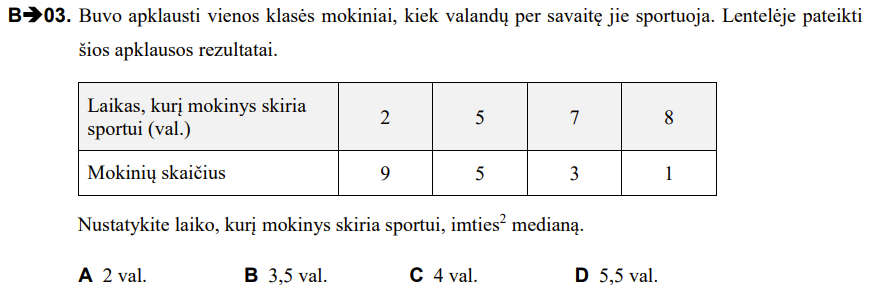 B➔03. Buvo apklausti vienos klasės mokiniai, kiek valandų per savaitę jie sportuoja. Lentelėje pateikti
šios apklausos rezultatai.
Laikas, kurį mokinys skiria
sportui (val.) 2 5 7 8
Mokinių skaičius 9 5 3 1
Nustatykite laiko, kurį mokinys skiria sportui, imties² medianą.
A 2 val. B 3,5 val. C 4 val. D 5,5 val.